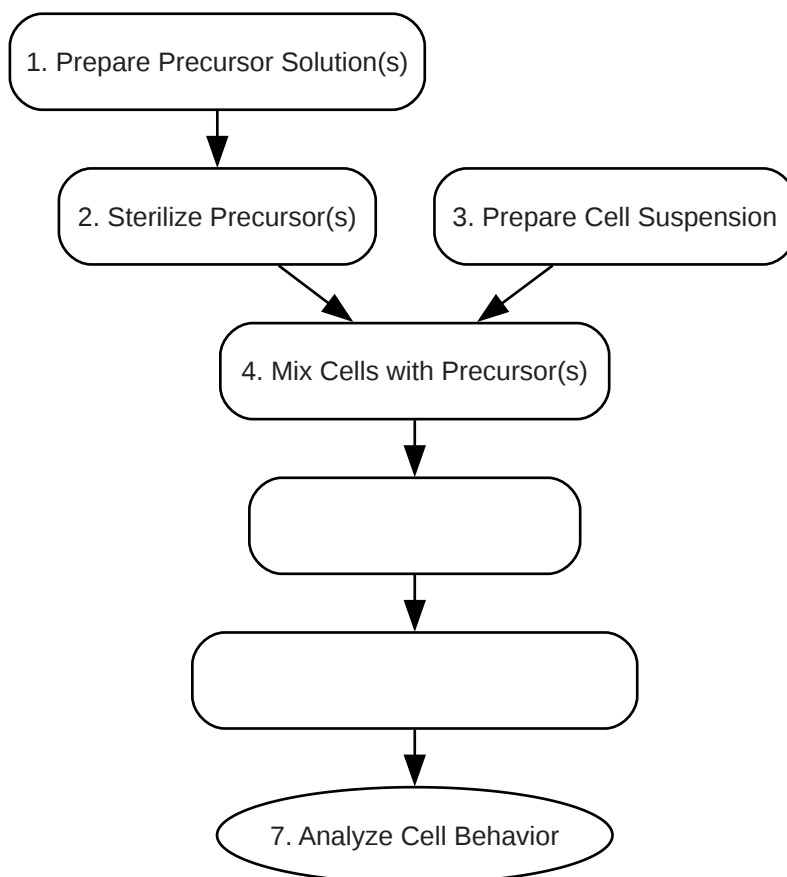 1. Prepare Precursor Solution(s)
2. Sterilize Precursor(s)
3. Prepare Cell Suspension
4. Mix Cells with Precursor(s)
7. Analyze Cell Behavior